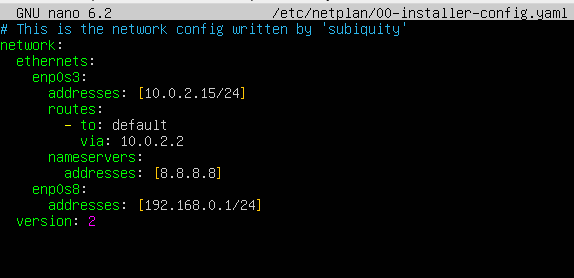 GNU nano 6.2 /etc/netplan/00-installer-config.yaml
# This is the network config written by 'subiquity'
network:
  ethernets:
    enp0s3:
      addresses: [10.0.2.15/24]
      routes:
        - to: default
          via: 10.0.2.2
      nameservers:
        addresses: [8.8.8.8]
    enp0s8:
      addresses: [192.168.0.1/24]
  version: 2